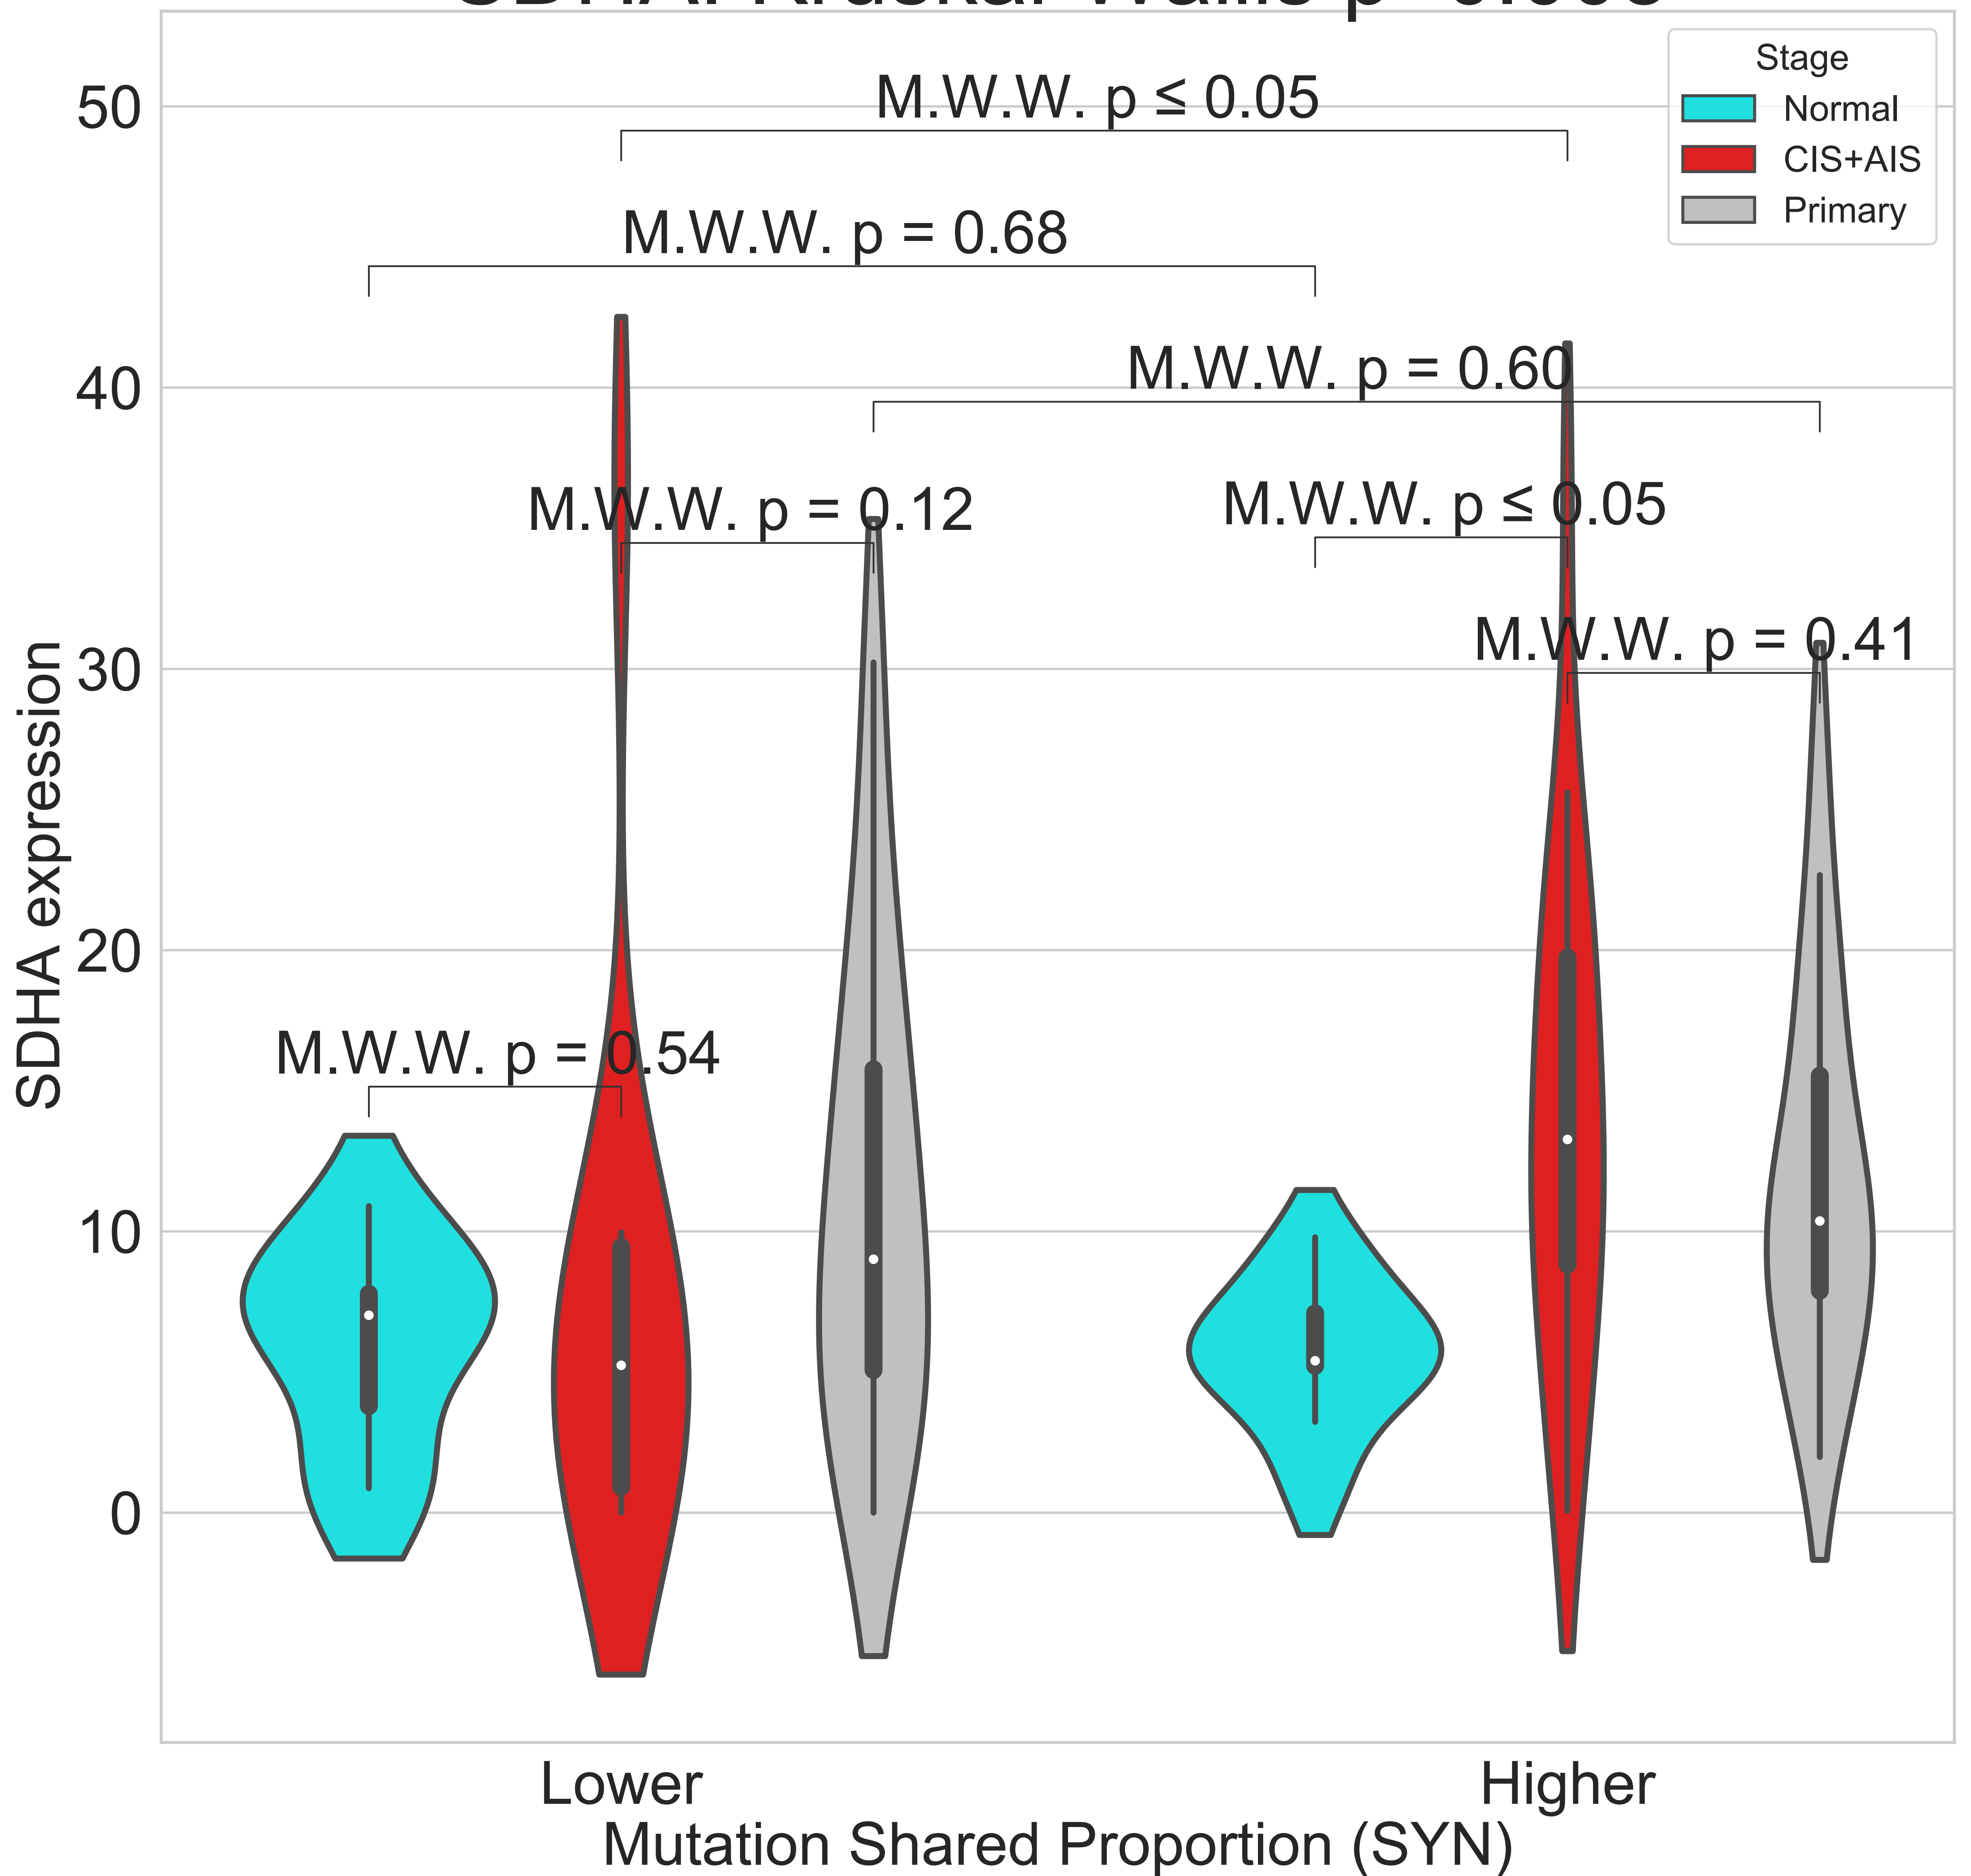 50
40
30
20
10
0
SDHA expression
Stage
Normal
CIS+AIS
Primary
M.W.W. p ≤ 0.05
M.W.W. p = 0.68
M.W.W. p = 0.60
M.W.W. p = 0.12
M.W.W. p ≤ 0.05
M.W.W. p = 0.41
M.W.W. p = 0.54
Lower
Higher
Mutation Shared Proportion (SYN)